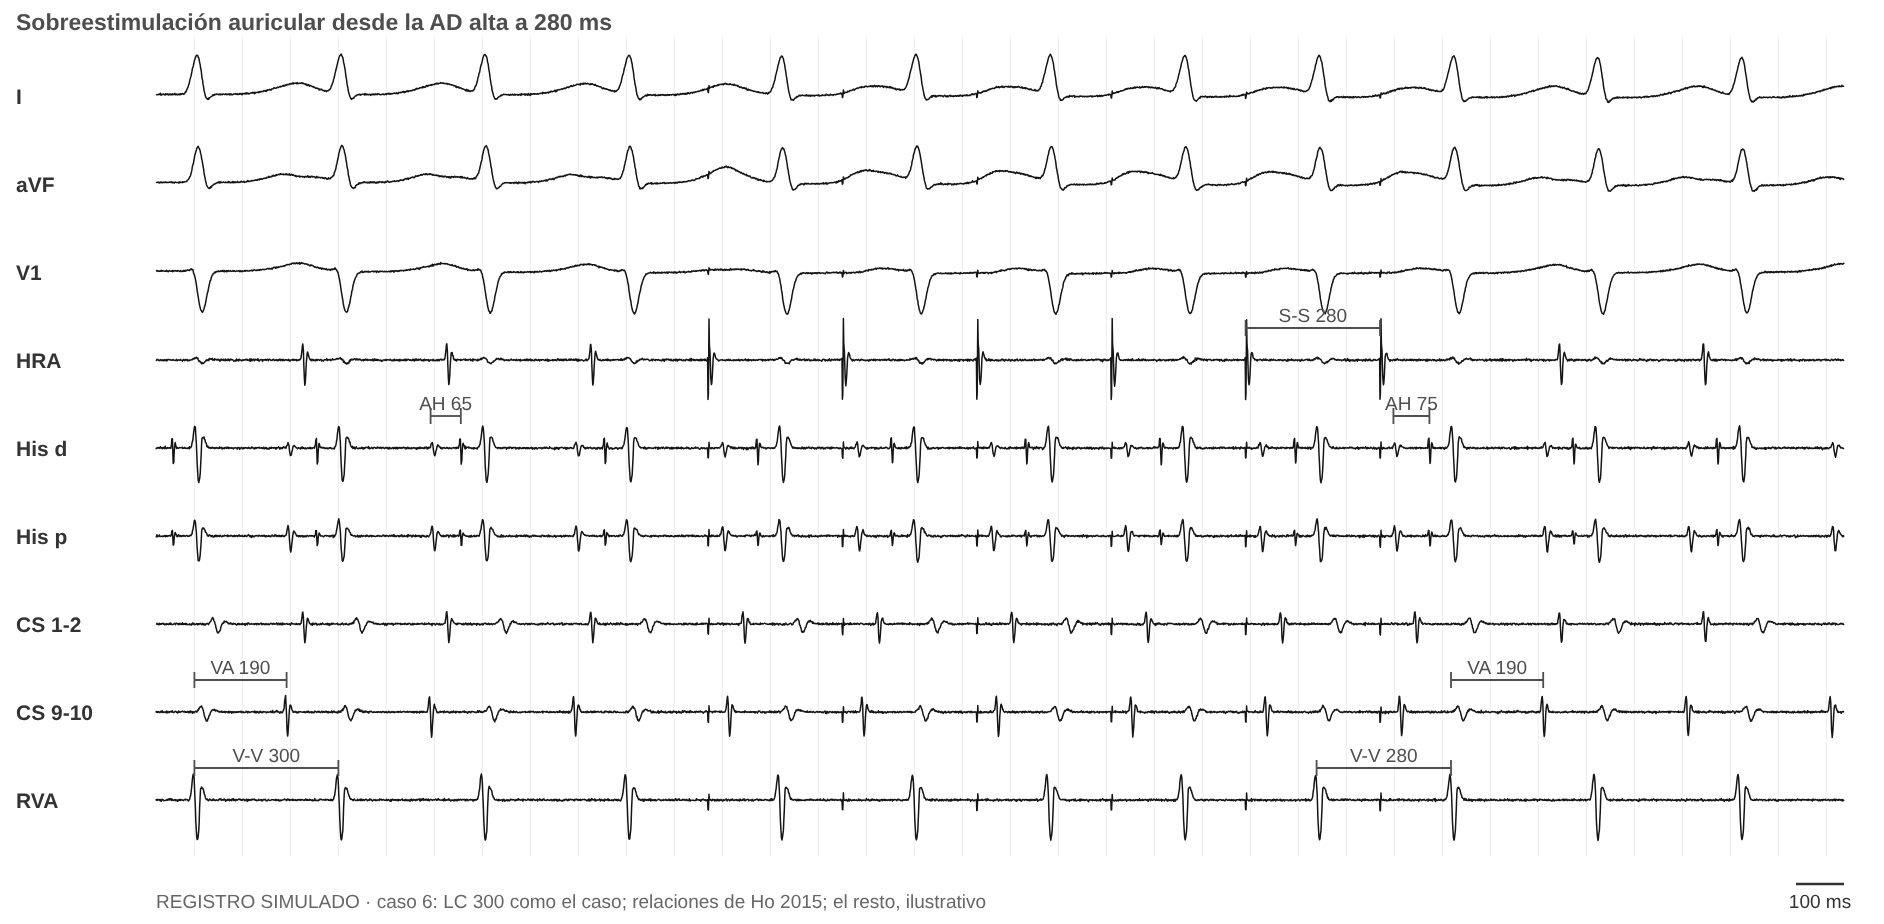 Sobreestimulación auricular desde la AD alta a 280 ms
I
aVF
V1
S-S 280
HRA
AH 65
AH 75
His d
His p
CS 1-2
VA 190
VA 190
CS 9-10
V-V 300
V-V 280
RVA
REGISTRO SIMULADO · caso 6: LC 300 como el caso; relaciones de Ho 2015; el resto, ilustrativo
100 ms